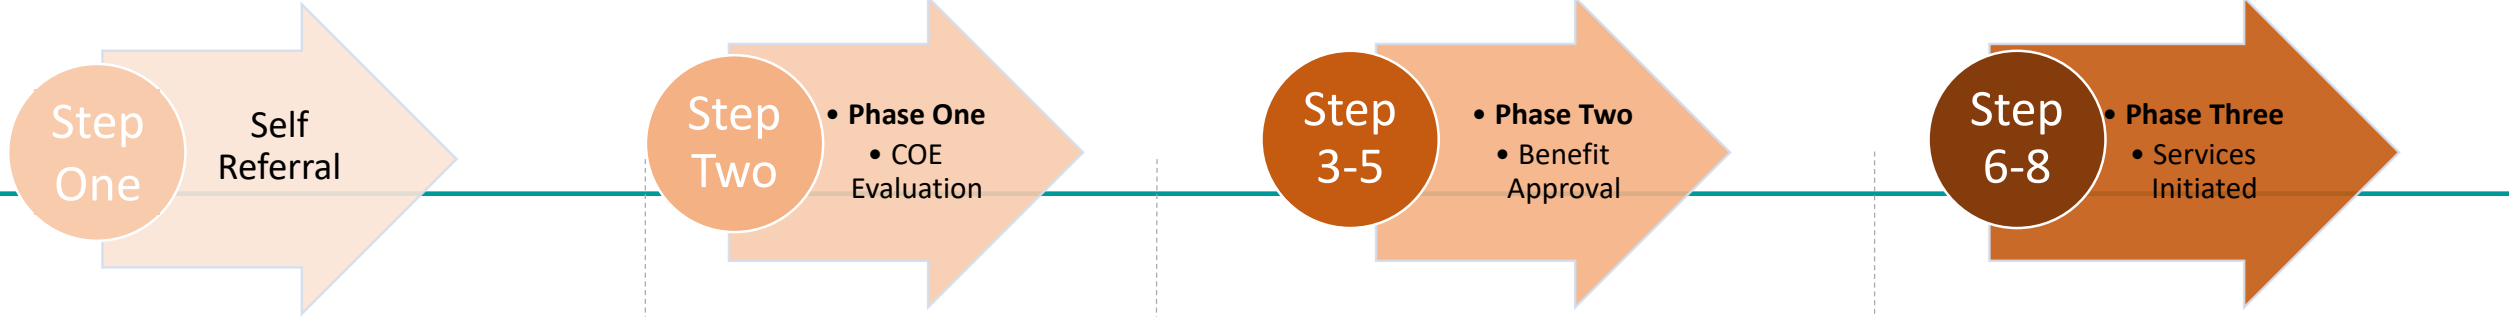 Step
One
Self
Referral
Step
Two
• Phase One
• COE
Evaluation
Step
3-5
• Phase Two
• Benefit
Approval
Step
6-8
• Phase Three
• Services
Initiated